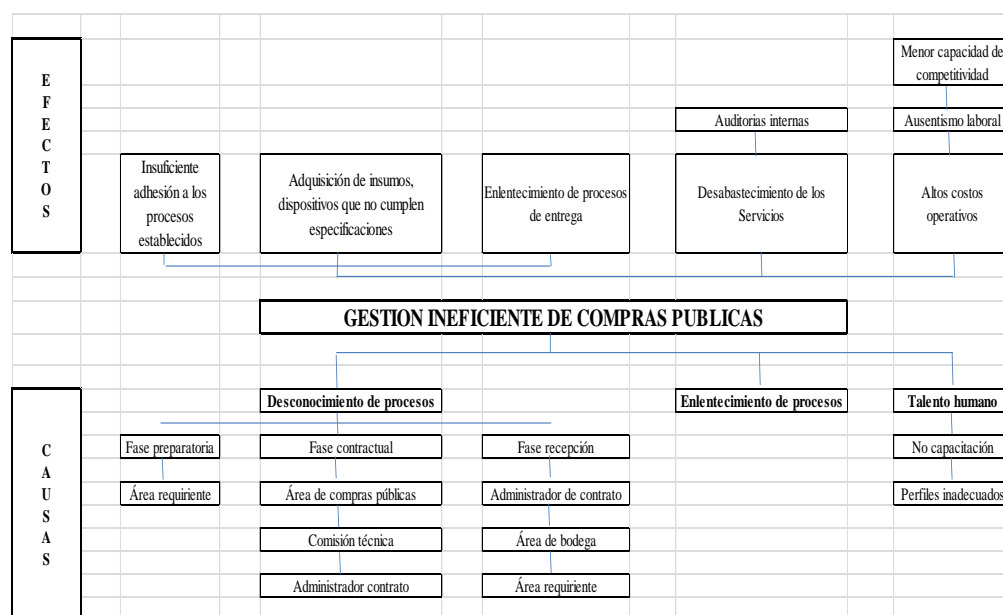 E
F
E
C
T
O
S
Menor capacidad de
competitividad
Auditorias internas
Ausentismo laboral
Insuficiente
adhesión a los
procesos
establecidos
Adquisición de insumos,
dispositivos que no cumplen
especificaciones
Enlentecimiento de procesos
de entrega
Desabastecimiento de los
Servicios
Altos costos
operativos
GESTION INEFICIENTE DE COMPRAS PUBLICAS
C
A
U
S
A
S
Desconocimiento de procesos
Enlentecimiento de procesos
Talento humano
Fase preparatoria
Fase contractual
Fase recepción
No capacitación
Área requiriente
Área de compras públicas
Administrador de contrato
Perfiles inadecuados
Comisión técnica
Área de bodega
Administrador contrato
Área requiriente